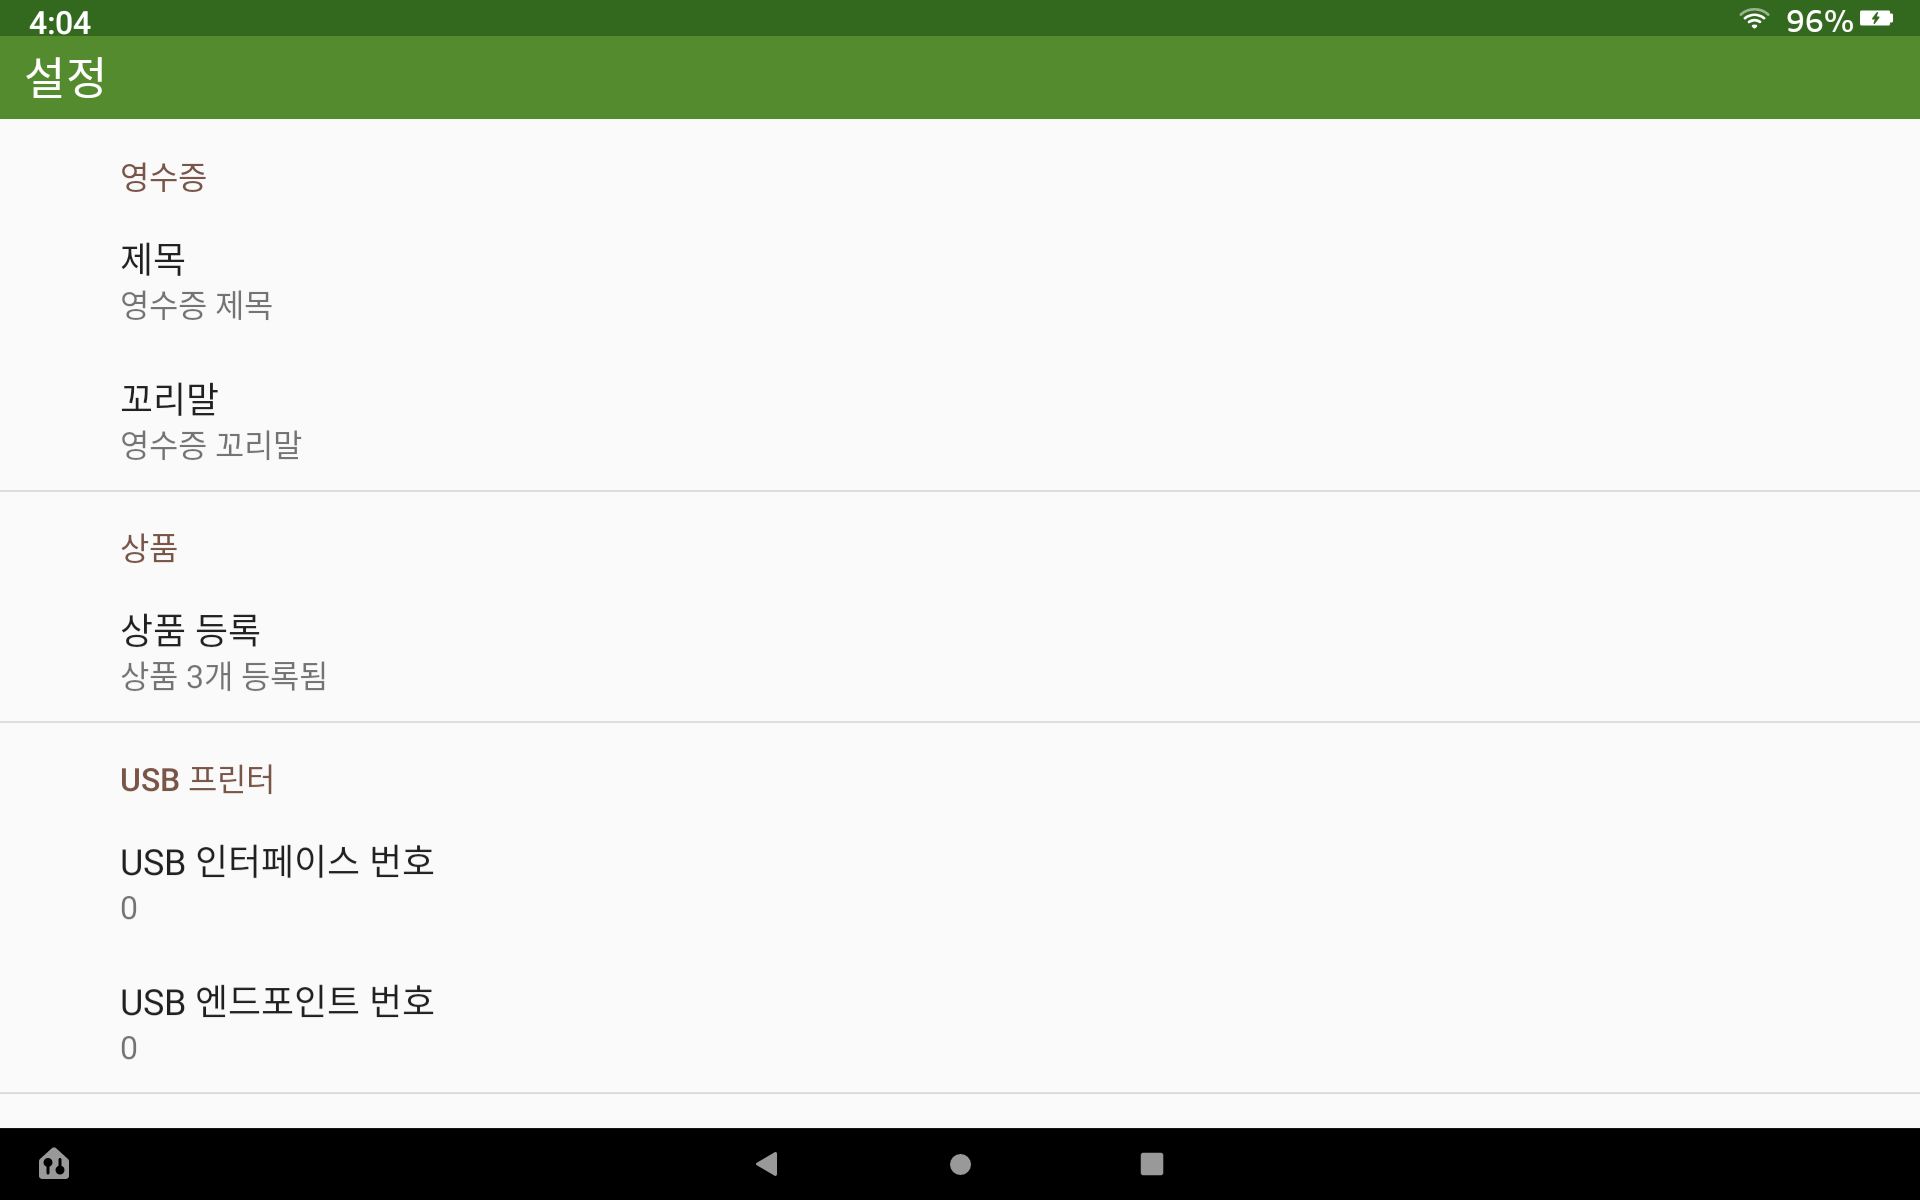 4:04
96%
설정
영수증
제목
영수증 제목
꼬리말
영수증 꼬리말
상품
상품 등록
상품 3개 등록됨
USB 프린터
USB 인터페이스 번호
0
USB 엔드포인트 번호
0